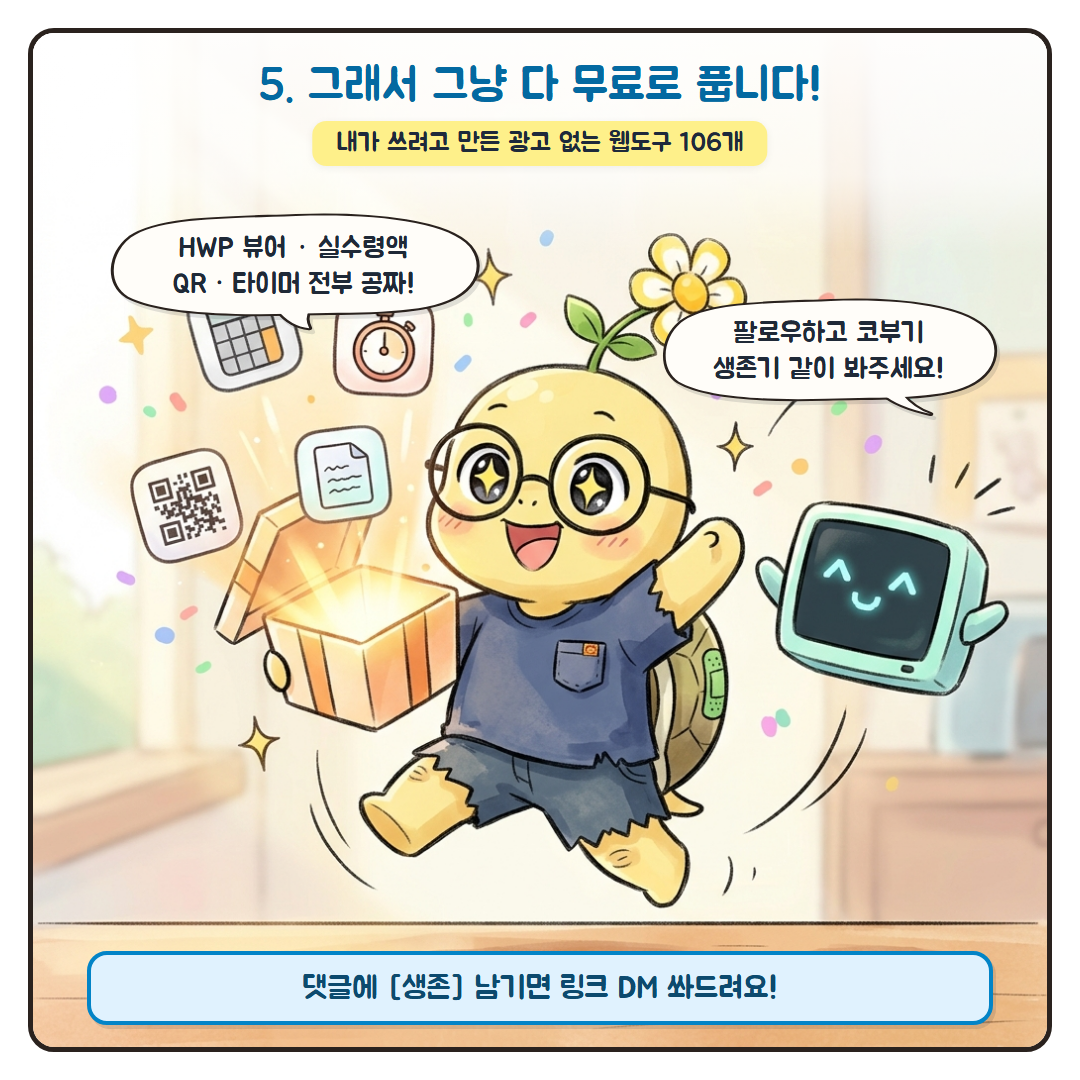 5. 그래서 그냥 다 무료로 풉니다!
내가 쓰려고 만든 광고 없는 웹도구 106개
HWP 뷰어 · 실수령액
QR · 타이머 전부 공짜!
팔로우하고 코부기
생존기 같이 봐주세요!
댓글에 [생존] 남기면 링크 DM 쏴드려요!